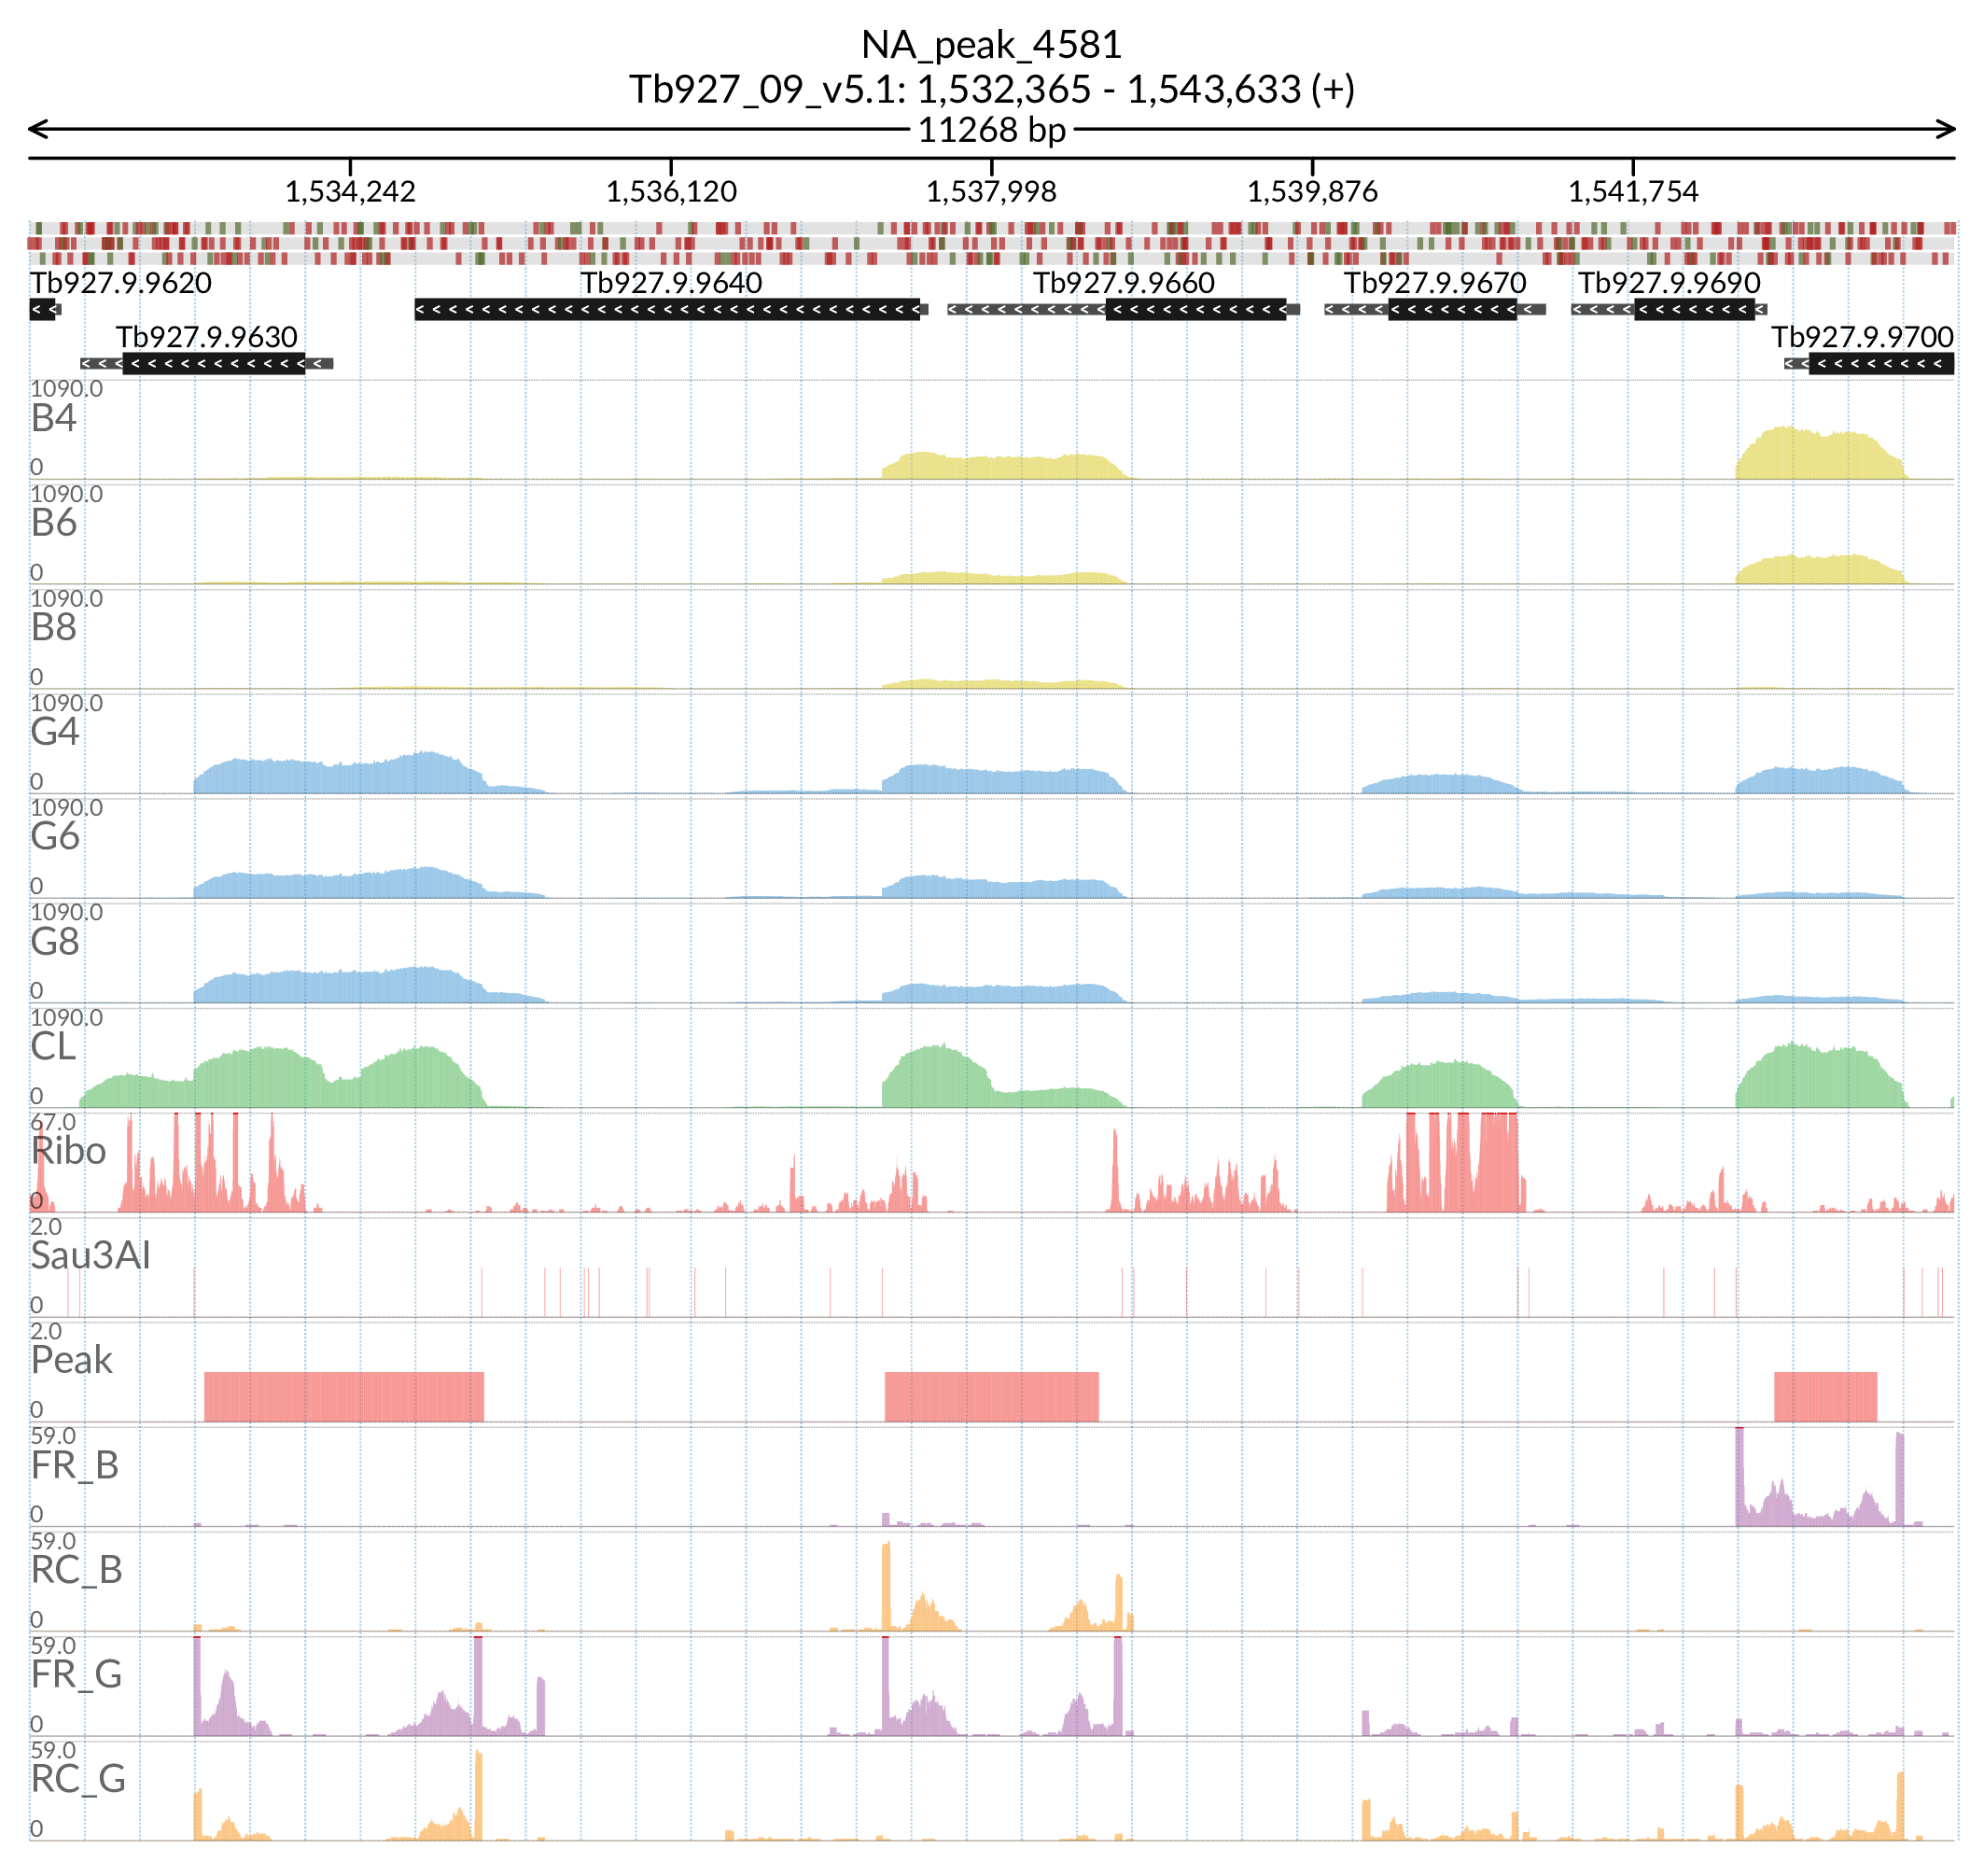 NA_peak_4581
Tb927_09_v5.1: 1,532,365 - 1,543,633 (+)
11268 bp
1,534,242 1,536,120 1,537,998 1,539,876 1,541,754
Tb927.9.9620 Tb927.9.9640 Tb927.9.9660 Tb927.9.9670 Tb927.9.9690
Tb927.9.9630 Tb927.9.9700
1090.0
B4
0
1090.0
B6
0
1090.0
B8
0
1090.0
G4
0
1090.0
G6
0
1090.0
G8
0
1090.0
CL
0
67.0
Ribo
0
2.0
Sau3AI
0
2.0
Peak
0
59.0
FR_B
0
59.0
RC_B
0
59.0
FR_G
0
59.0
RC_G
0